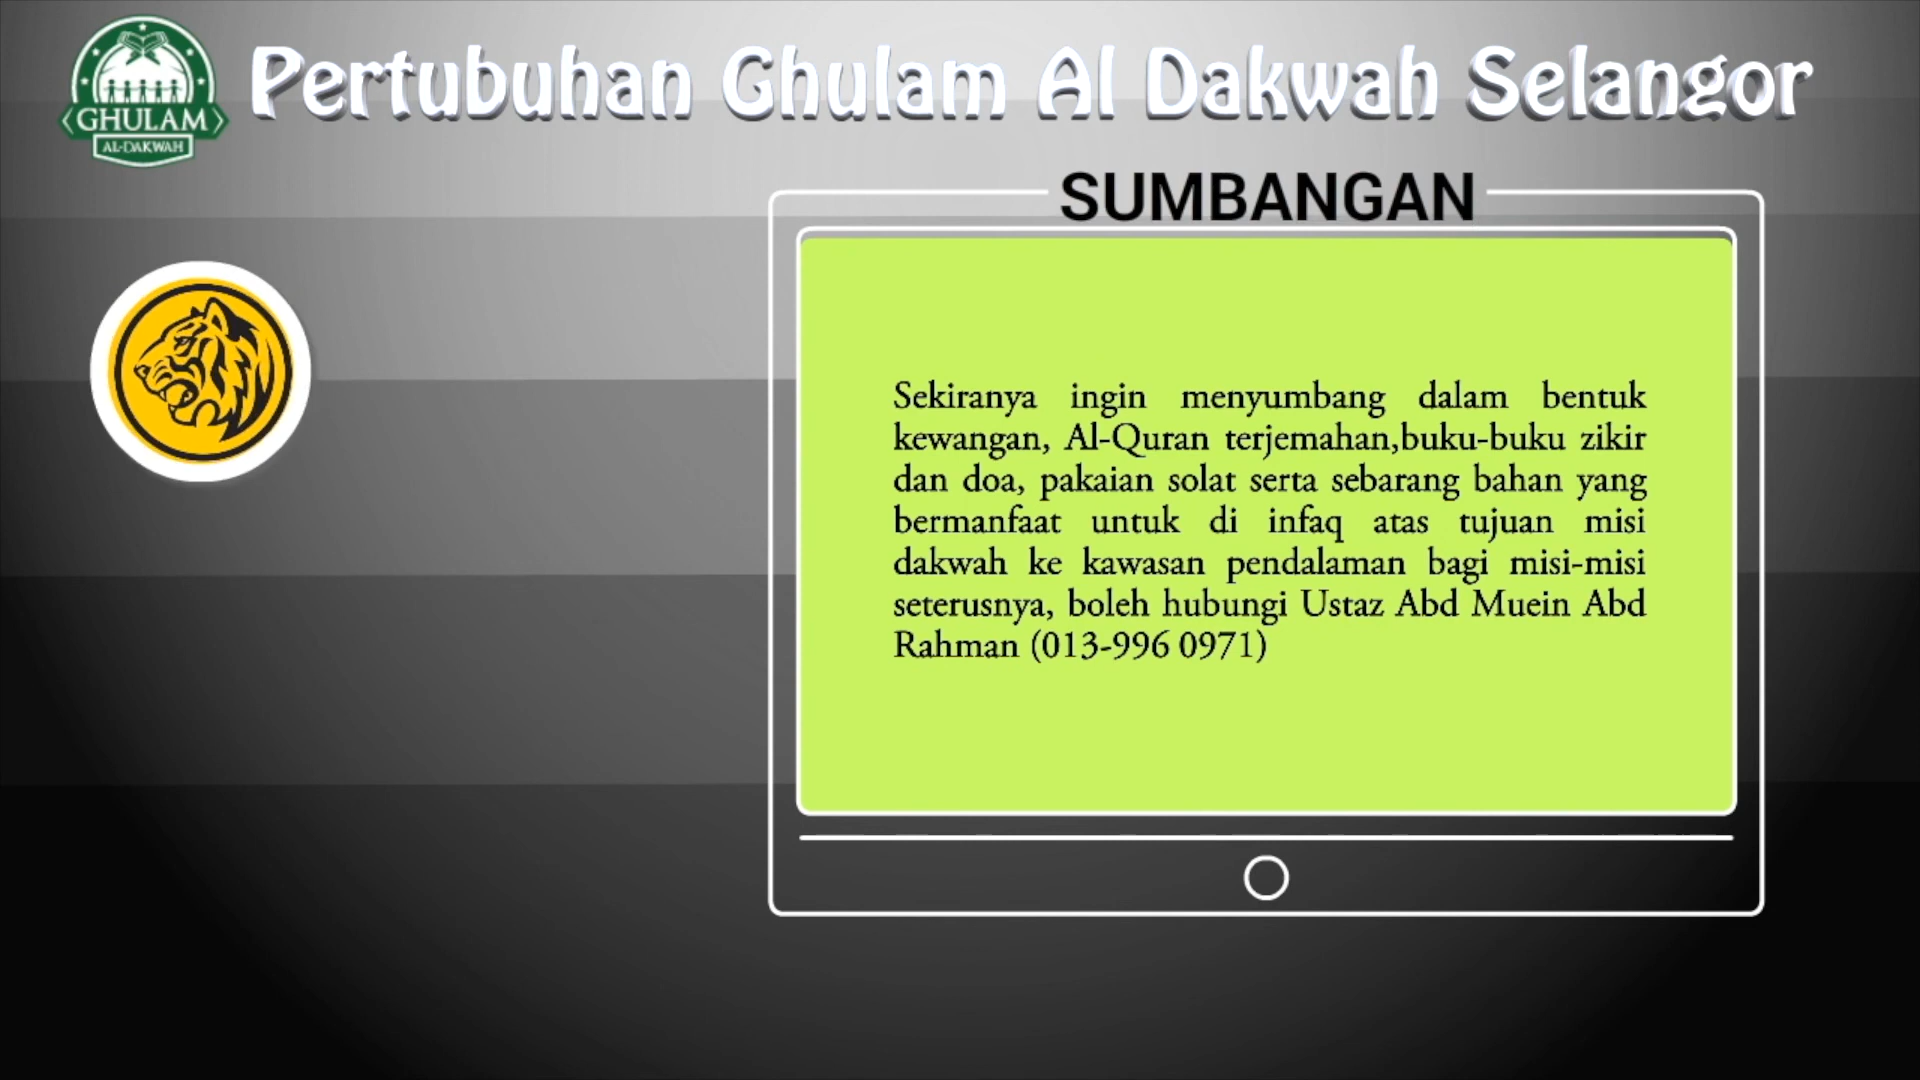 GHULAM
AL-DAKWAH
Pertubuhan Ghulam Al Dakwah Selangor
SUMBANGAN
Sekiranya ingin menyumbang dalam bentuk
kewangan, Al-Quran terjemahan,buku-buku zikir
dan doa, pakaian solat serta sebarang bahan yang
bermanfaat untuk di infaq atas tujuan misi
dakwah ke kawasan pendalaman bagi misi-misi
seterusnya, boleh hubungi Ustaz Abd Muein Abd
Rahman (013-996 0971)